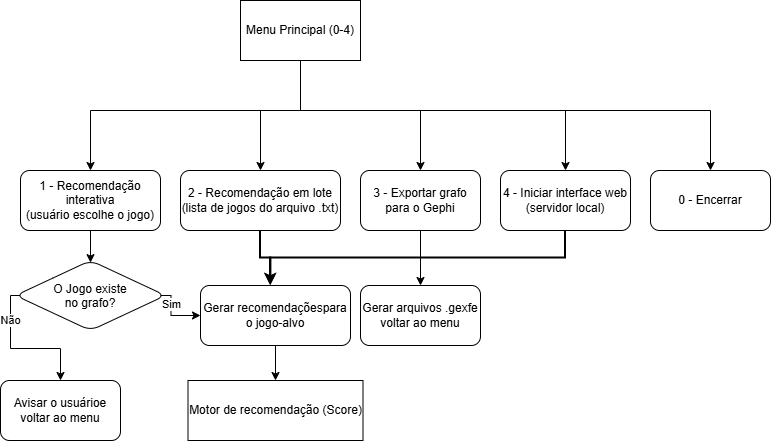 Menu Principal (0-4)
1 - Recomendação
interativa
(usuário escolhe o jogo)
2 - Recomendação em lote
(lista de jogos do arquivo .txt)
3 - Exportar grafo
para o Gephi
4 - Iniciar interface web
(servidor local)
0 - Encerrar
O Jogo existe
no grafo?
Sim
Não
Gerar recomendaçõespara
o jogo-alvo
Gerar arquivos .gexfe
voltar ao menu
Avisar o usuárioe
voltar ao menu
Motor de recomendação (Score)